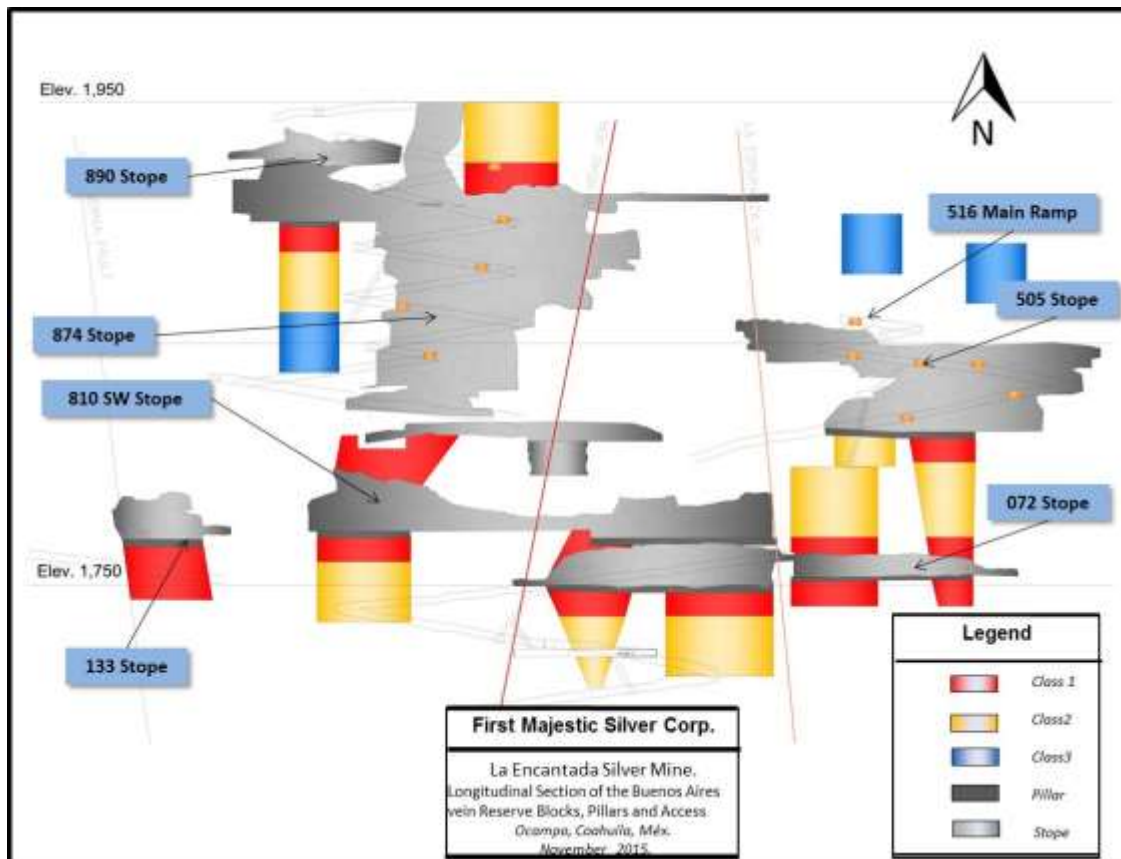 Elev. 1,950
N
890 Stope
516 Main Ramp
505 Stope
874 Stope
810 SW Stope
072 Stope
Elev. 1,750
133 Stope
Legend
Class 1
Class2
Class3
Pillar
Stope
First Majestic Silver Corp.
La Encantada Silver Mine.
Longitudinal Section of the Buenos Aires
vein Reserve Blocks, Pillars and Access
Ocampo, Coahuila, Méx.
November 2015.